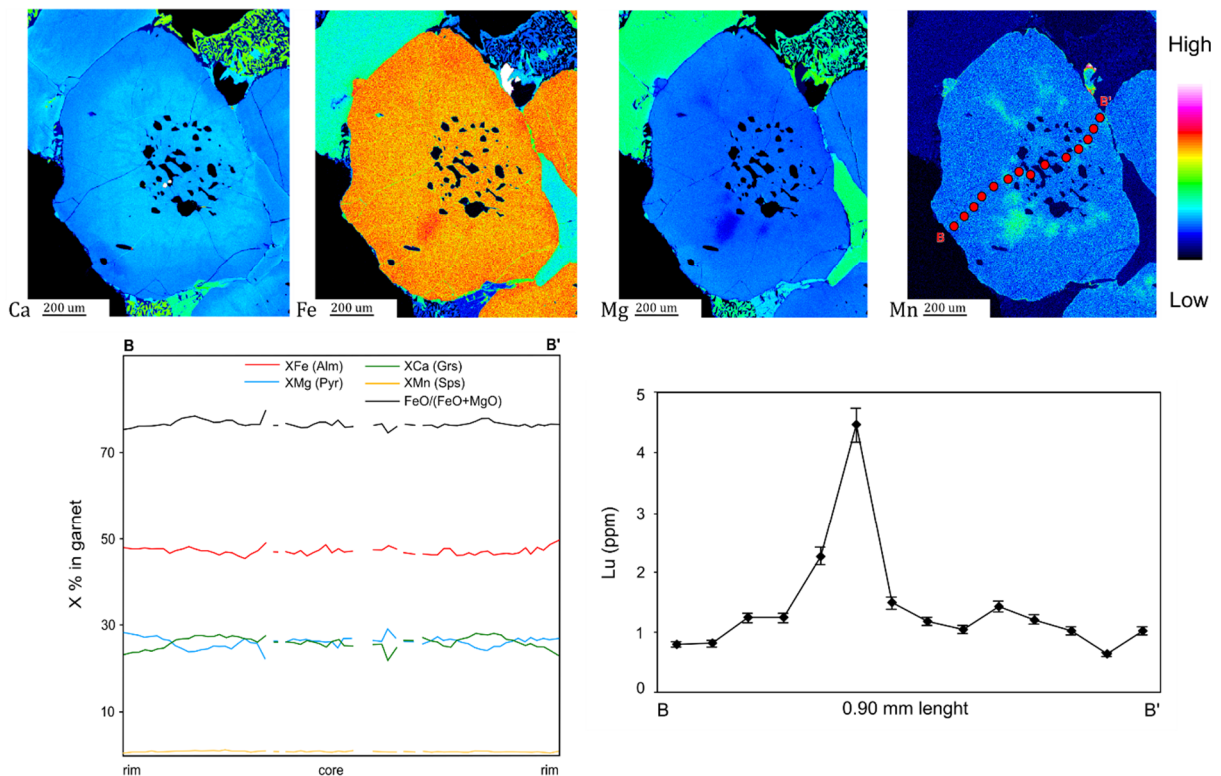 Ca 200 um
Fe 200 um
Mg 200 um
Mn 200 um
B
B'
High
Low
B B'
XFe (Alm) XCa (Grs)
XMg (Pyr) XMn (Sps)
FeO/(FeO+MgO)
X % in garnet
70
50
30
10
rim core rim
Lu (ppm)
5
4
3
2
1
0
B 0.90 mm lenght B'